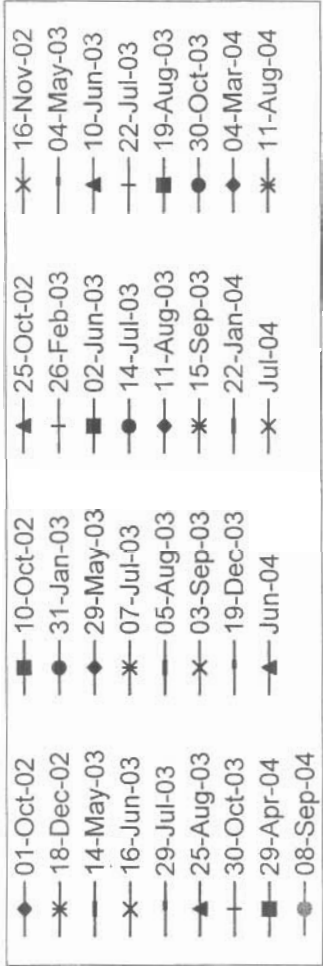 01-Oct-02 10-Oct-02 25-Oct-02 16-Nov-02
18-Dec-02 31-Jan-03 26-Feb-03 04-May-03
14-May-03 29-May-03 02-Jun-03 10-Jun-03
16-Jun-03 07-Jul-03 14-Jul-03 22-Jul-03
29-Jul-03 05-Aug-03 11-Aug-03 19-Aug-03
25-Aug-03 03-Sep-03 15-Sep-03 30-Oct-03
30-Oct-03 19-Dec-03 22-Jan-04 04-Mar-04
29-Apr-04 Jun-04 Jul-04 11-Aug-04
08-Sep-04